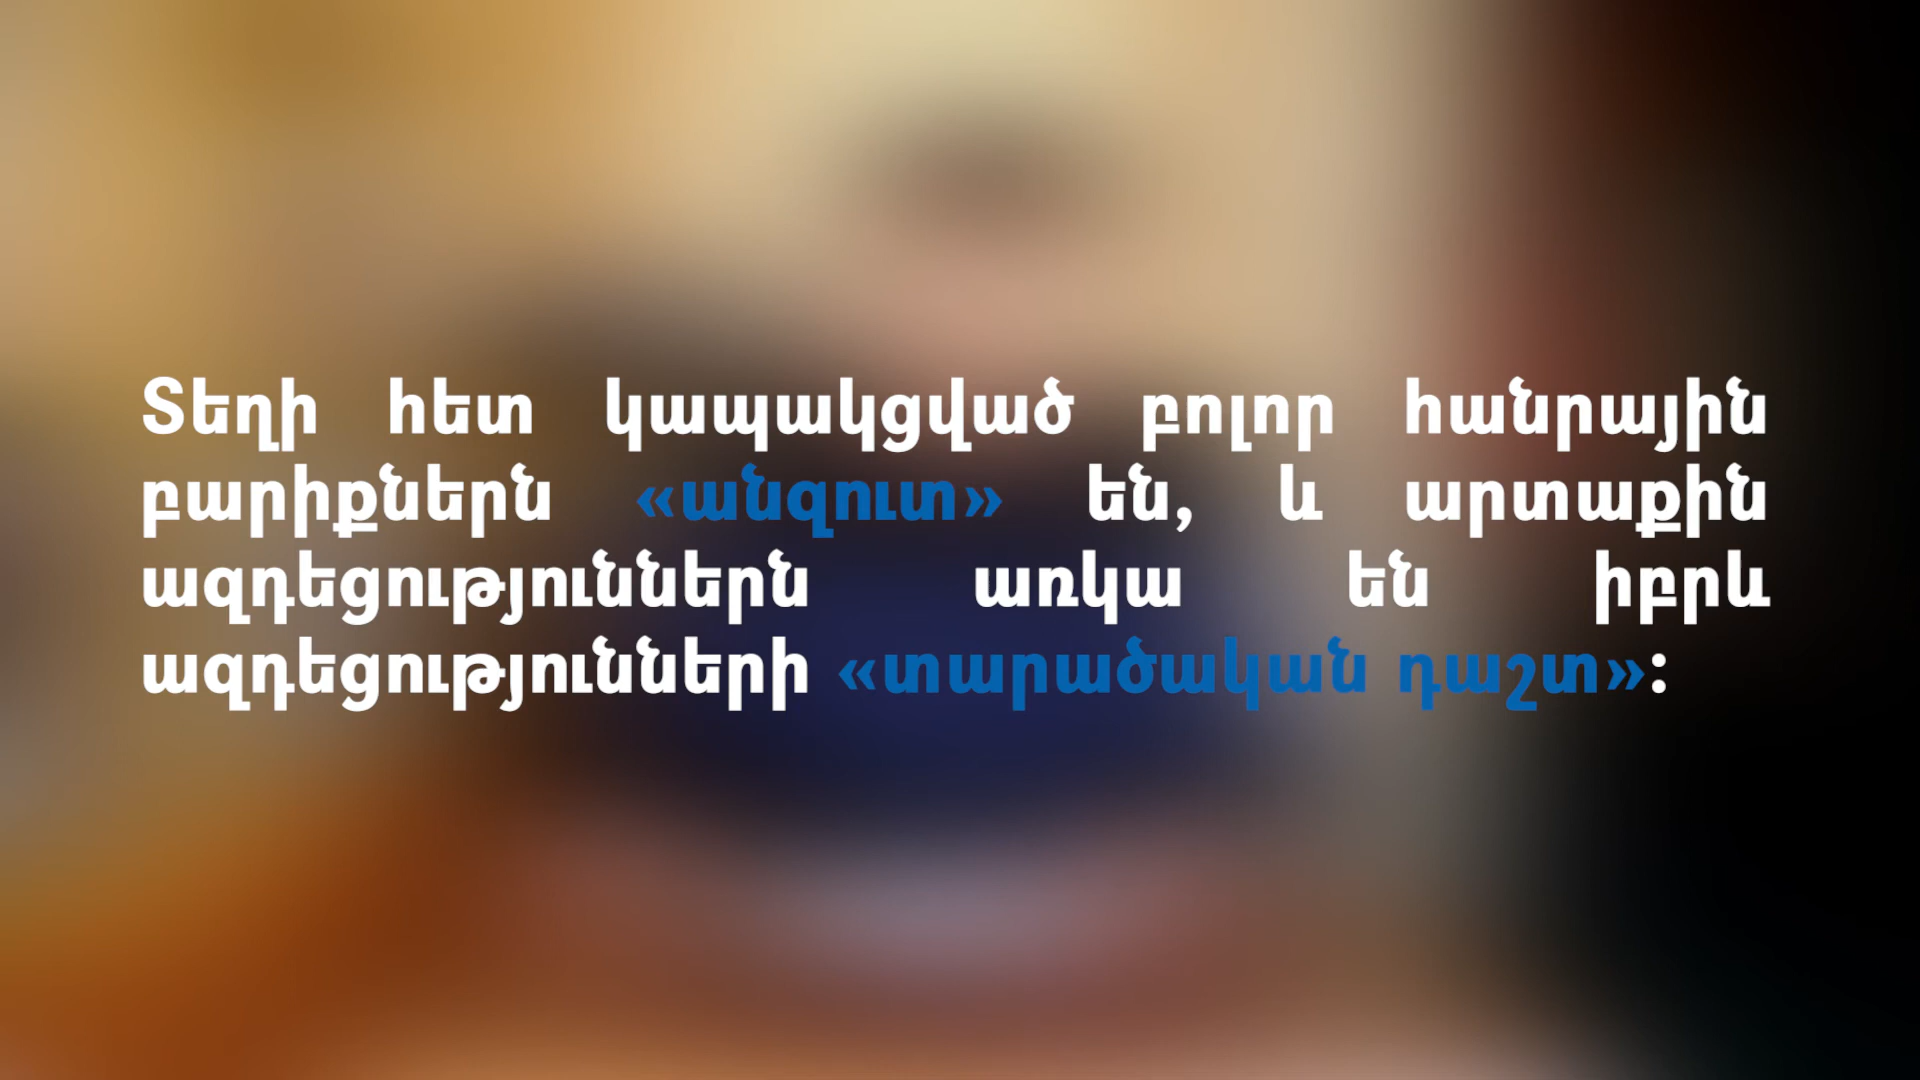 Տեղի հետ կապակցված բոլոր հանրային
բարիքներն «անզուտ» են, և արտաքին
ազդեցություններն առկա են իբրև
ազդեցությունների «տարածական դաշտ»: